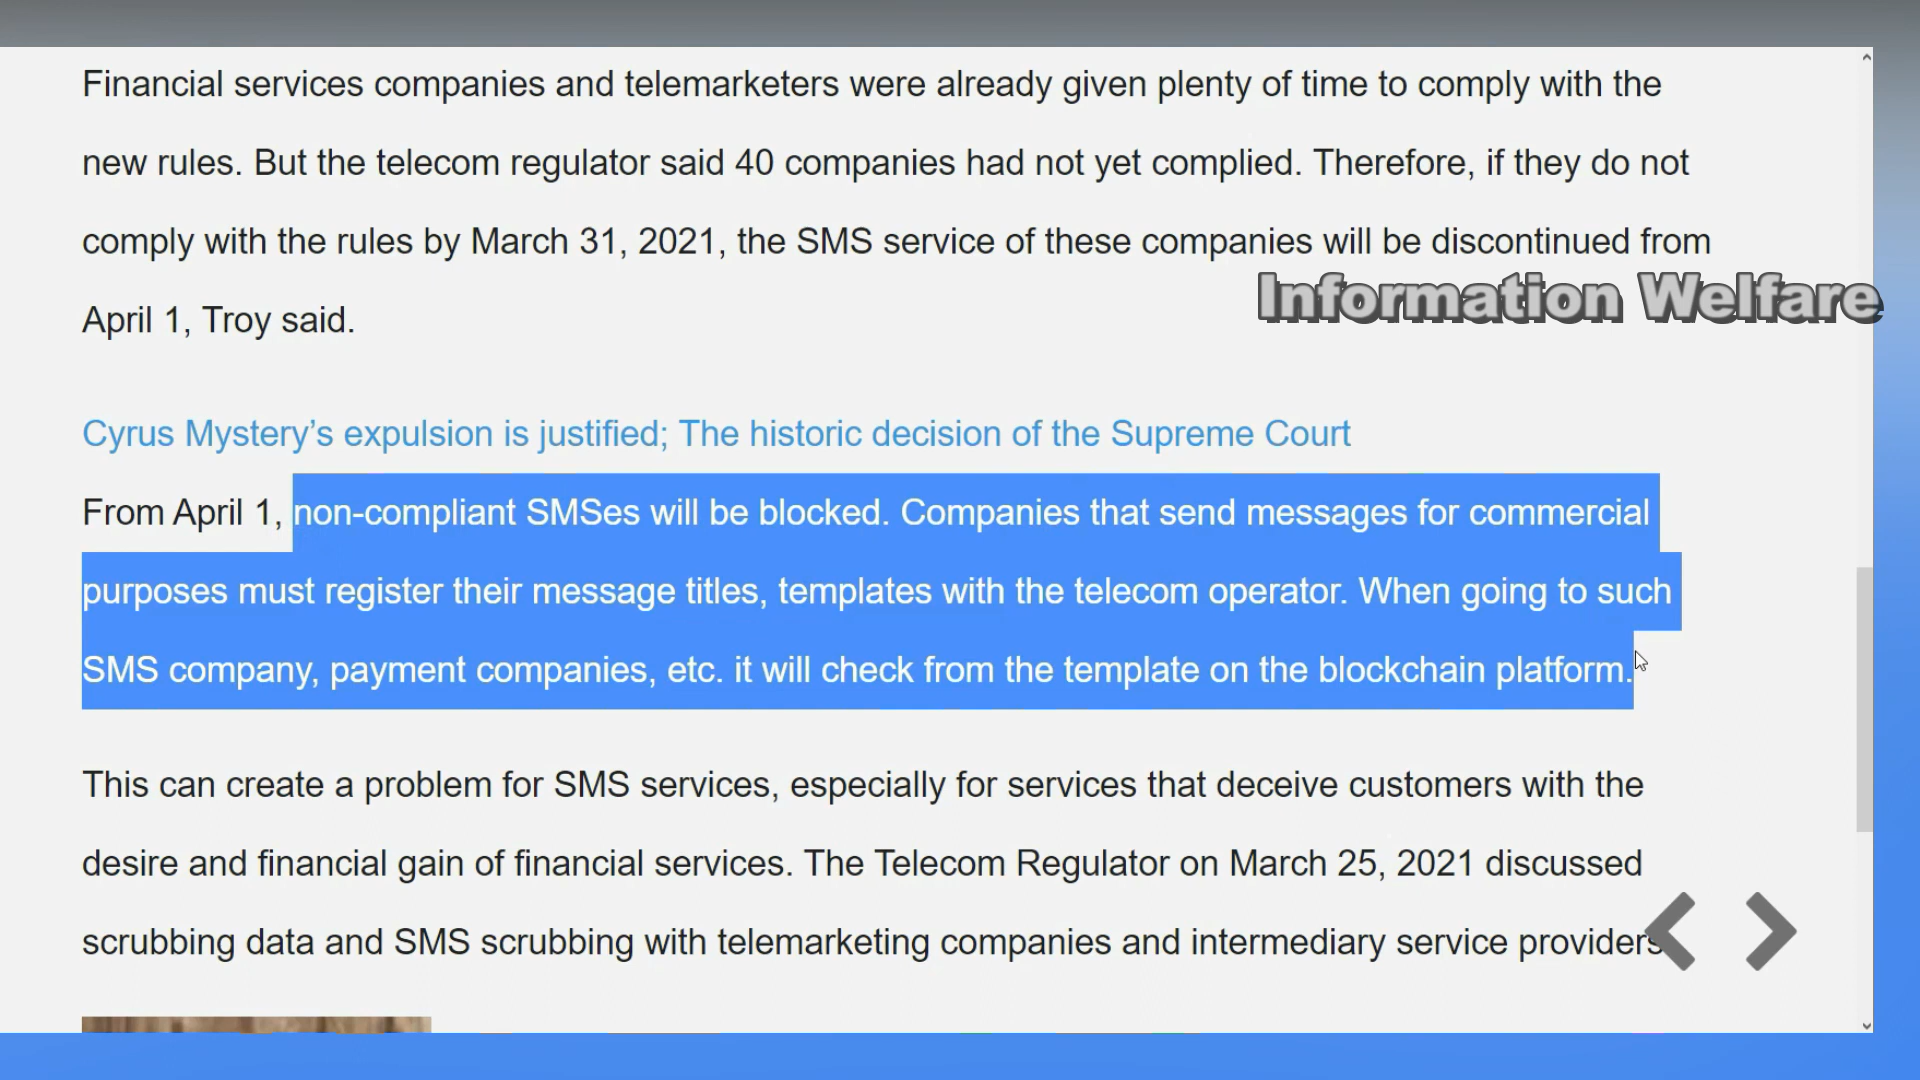 Financial services companies and telemarketers were already given plenty of time to comply with the
new rules. But the telecom regulator said 40 companies had not yet complied. Therefore, if they do not
comply with the rules by March 31, 2021, the SMS service of these companies will be discontinued from
Information Welfare
April 1, Troy said.
Cyrus Mystery’s expulsion is justified; The historic decision of the Supreme Court
From April 1, non-compliant SMSes will be blocked. Companies that send messages for commercial
purposes must register their message titles, templates with the telecom operator. When going to such
SMS company, payment companies, etc. it will check from the template on the blockchain platform.
This can create a problem for SMS services, especially for services that deceive customers with the
desire and financial gain of financial services. The Telecom Regulator on March 25, 2021 discussed
scrubbing data and SMS scrubbing with telemarketing companies and intermediary service providers